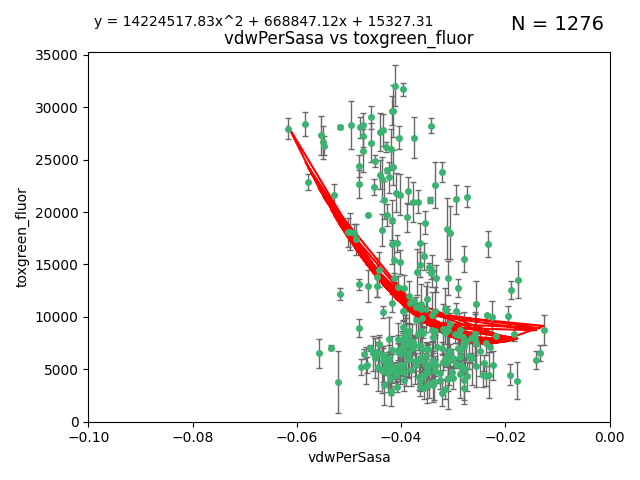 y = 14224517.83x^2 + 668847.12x + 15327.31
N = 1276
vdwPerSasa vs toxgreen_fluor
35000
30000
25000
20000
15000
10000
5000
0
toxgreen_fluor
−0.10 −0.08 −0.06 −0.04 −0.02 0.00
vdwPerSasa